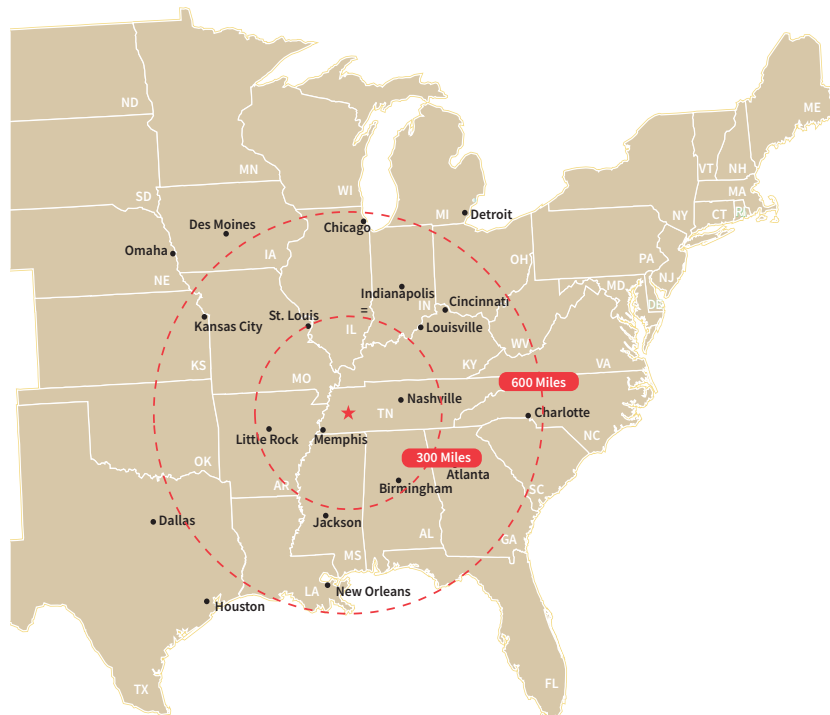 ME
ND
MN
VT
NH
WI
MA
SD
MI
NY
CT
RI
Detroit
Des Moines
Chicago
Omaha
IA
OH
PA
NE
NJ
MD
Indianapolis
IN
Cincinnati
DE
=
St. Louis
IL
Kansas City
Louisville
WV
KS
KY
VA
MO
600 Miles
Nashville
TN
Charlotte
Little Rock
Memphis
NC
300 Miles
OK
Atlanta
AR
Birmingham
SC
Dallas
Jackson
AL
GA
MS
LA
New Orleans
Houston
FL
TX